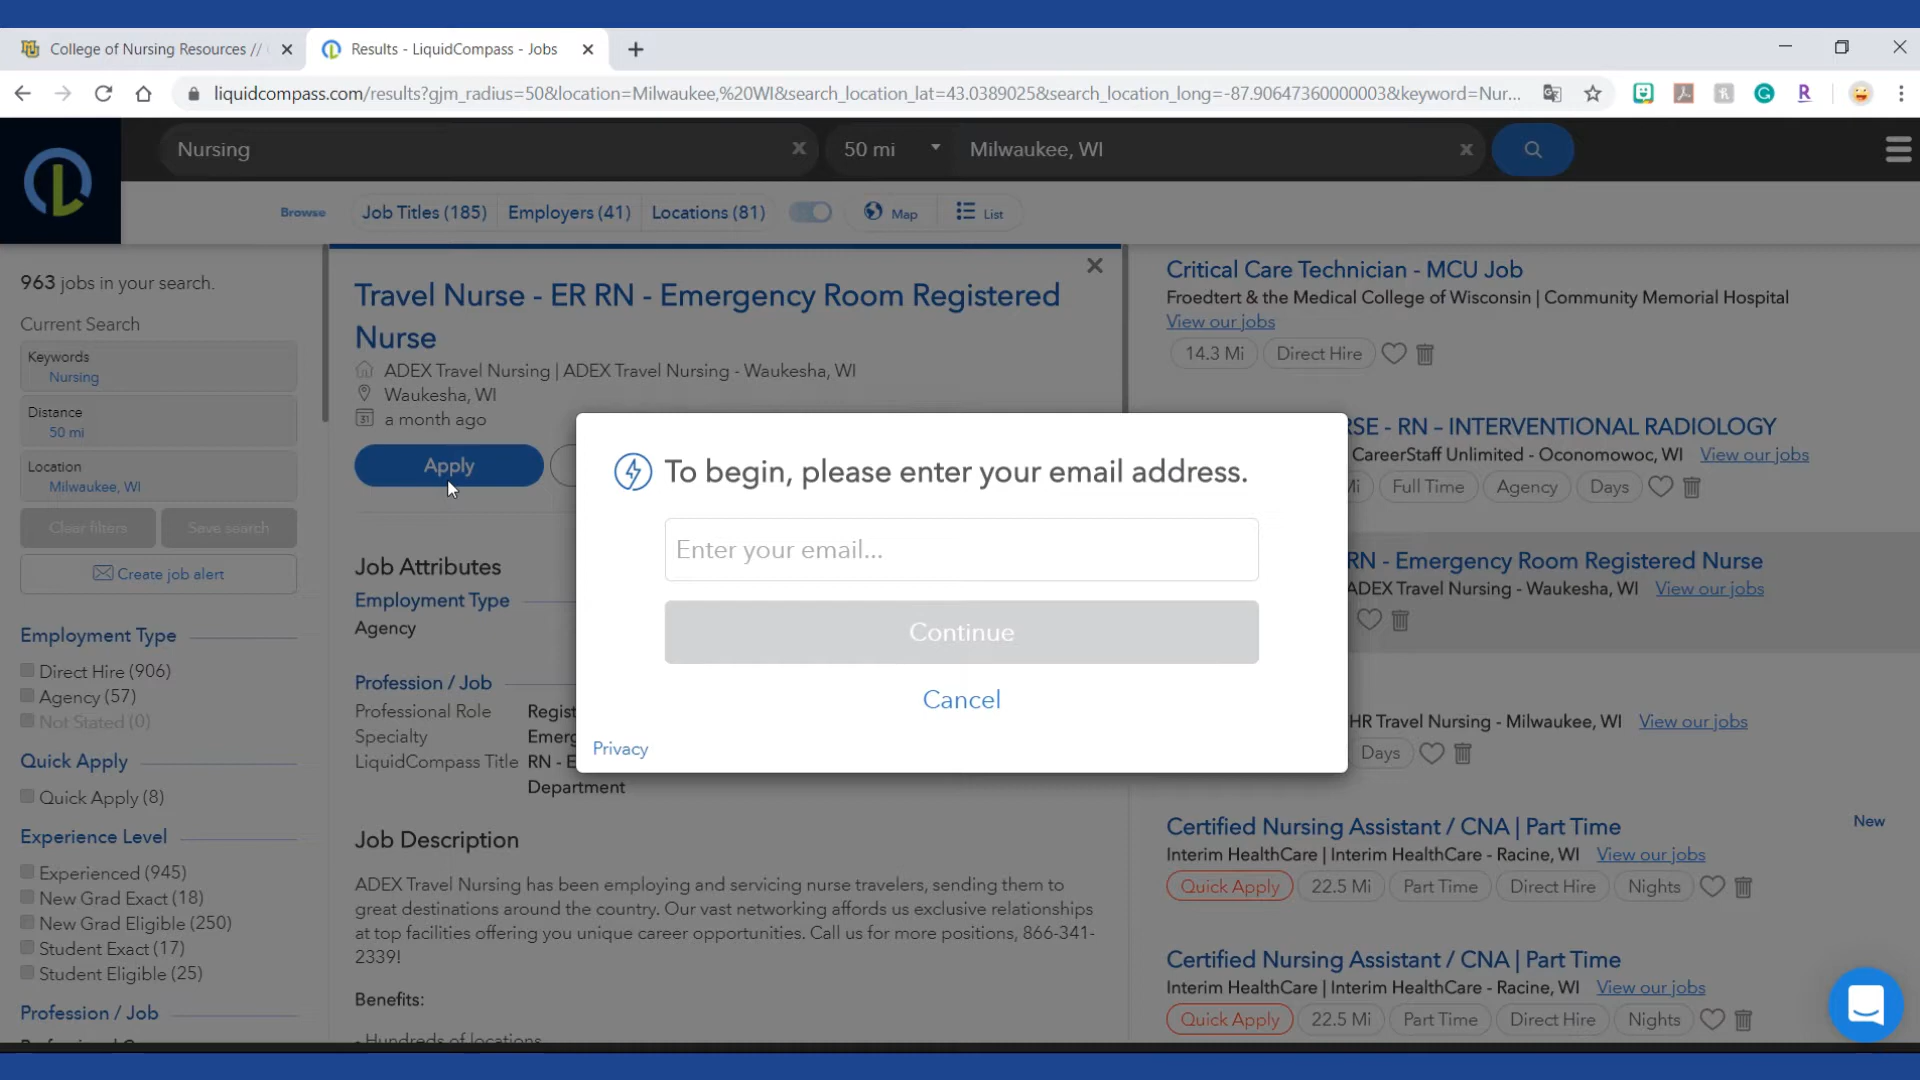 College of Nursing Resources //
Results - LiquidCompass - Jobs
liquidcompass.com/results?gjm_radius=50&location=Milwaukee,%20WI&search_location_lat=43.0389025&search_location_long=-87.90647360000003&keyword=Nur...
Nursing
50 mi
Milwaukee, WI
Browse
Job Titles (185)
Employers (41)
Locations (81)
Map
List
963 jobs in your search.
Current Search
Keywords
Nursing
Distance
50 mi
Location
Milwaukee, WI
Clear filters
Save search
Create job alert
Employment Type
Direct Hire (906)
Agency (57)
Not Stated (0)
Quick Apply
Quick Apply (8)
Experience Level
Experienced (945)
New Grad Exact (18)
New Grad Eligible (250)
Student Exact (17)
Student Eligible (25)
Profession / Job
Travel Nurse - ER RN - Emergency Room Registered
Nurse
ADEX Travel Nursing | ADEX Travel Nursing - Waukesha, WI
Waukesha, WI
31 a month ago
Apply
Job Attributes
Employment Type
Agency
Profession / Job
Professional Role
Specialty
LiquidCompass Title RN - E
Department
Job Description
ADEX Travel Nursing has been employing and servicing nurse travelers, sending them to
great destinations around the country. Our vast networking affords us exclusive relationships
at top facilities offering you unique career opportunities. Call us for more positions, 866-341-
2339!
Benefits:
- Hundreds of locations
To begin, please enter your email address.
Enter your email...
Continue
Cancel
Privacy
Critical Care Technician - MCU Job
Froedtert & the Medical College of Wisconsin | Community Memorial Hospital
View our jobs
14.3 Mi
Direct Hire
RSE - RN – INTERVENTIONAL RADIOLOGY
CareerStaff Unlimited - Oconomowoc, WI View our jobs
Mi
Full Time
Agency
Days
RN - Emergency Room Registered Nurse
ADEX Travel Nursing - Waukesha, WI View our jobs
HR Travel Nursing - Milwaukee, WI View our jobs
Days
Certified Nursing Assistant / CNA | Part Time
New
Interim HealthCare | Interim HealthCare - Racine, WI View our jobs
Quick Apply
22.5 Mi
Part Time
Direct Hire
Nights
Certified Nursing Assistant / CNA | Part Time
Interim HealthCare | Interim HealthCare - Racine, WI View our jobs
Quick Apply
22.5 Mi
Part Time
Direct Hire
Nights